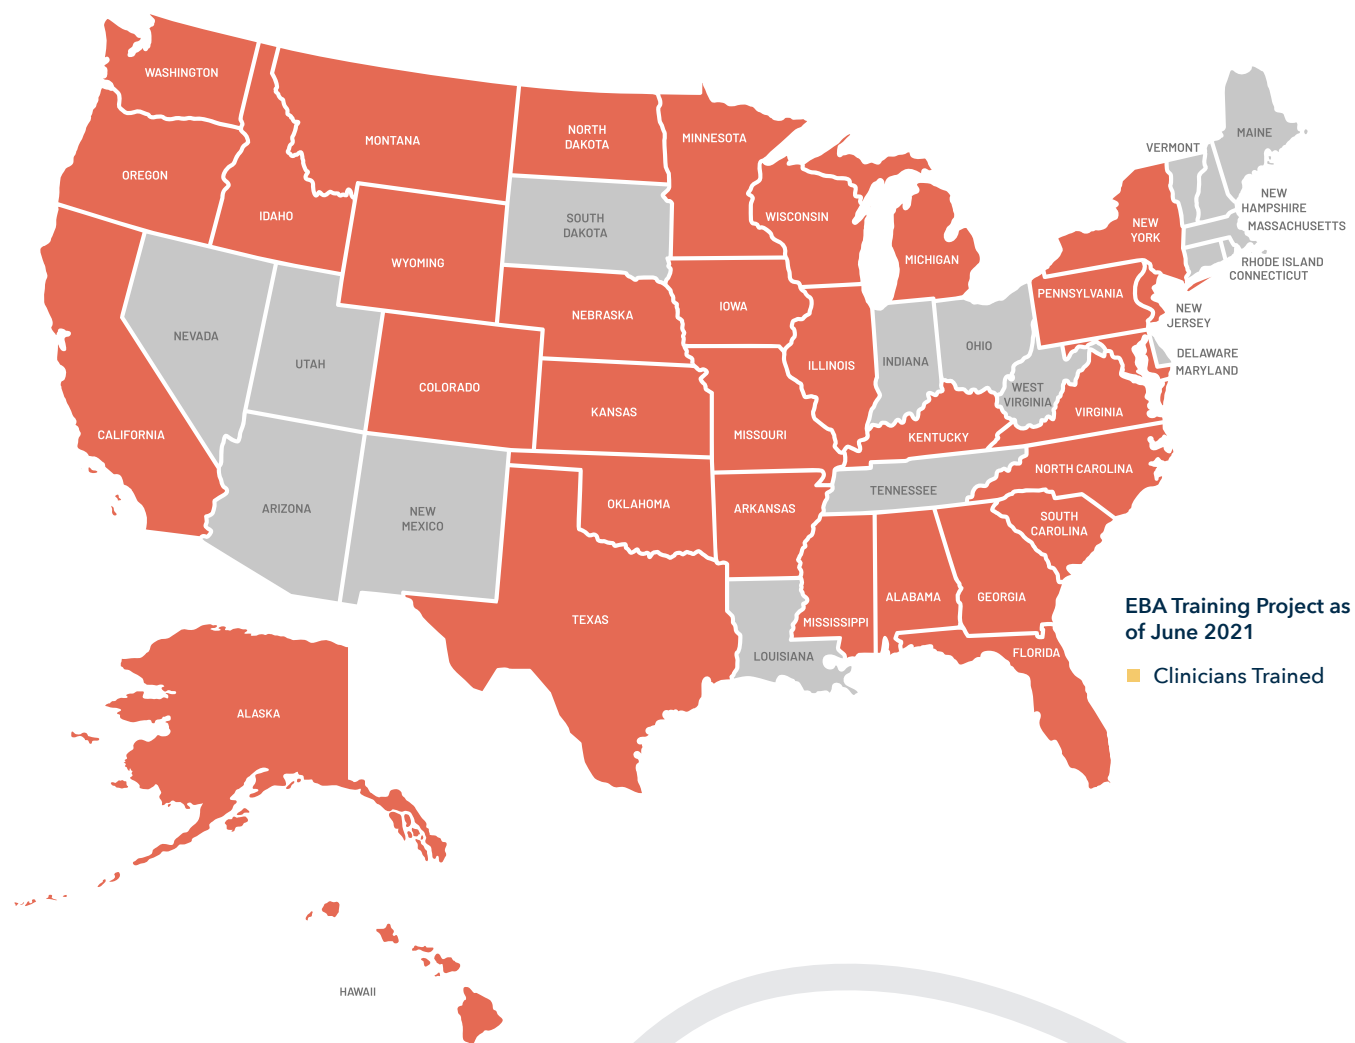 WASHINGTON
MONTANA
NORTH
DAKOTA
MINNESOTA
MAINE
VERMONT
OREGON
IDAHO
SOUTH
DAKOTA
WISCONSIN
NEW
HAMPSHIRE
NEW
YORK
MASSACHUSETTS
WYOMING
MICHIGAN
RHODE ISLAND
CONNECTICUT
PENNSYLVANIA
IOWA
NEBRASKA
NEW
JERSEY
NEVADA
OHIO
UTAH
ILLINOIS
INDIANA
DELAWARE
MARYLAND
COLORADO
WEST
VIRGINIA
KANSAS
VIRGINIA
CALIFORNIA
MISSOURI
KENTUCKY
NORTH CAROLINA
TENNESSEE
ARIZONA
NEW
MEXICO
OKLAHOMA
ARKANSAS
SOUTH
CAROLINA
ALABAMA
GEORGIA
TEXAS
MISSISSIPPI
LOUISIANA
FLORIDA
EBA Training Project as
of June 2021
Clinicians Trained
ALASKA
HAWAII